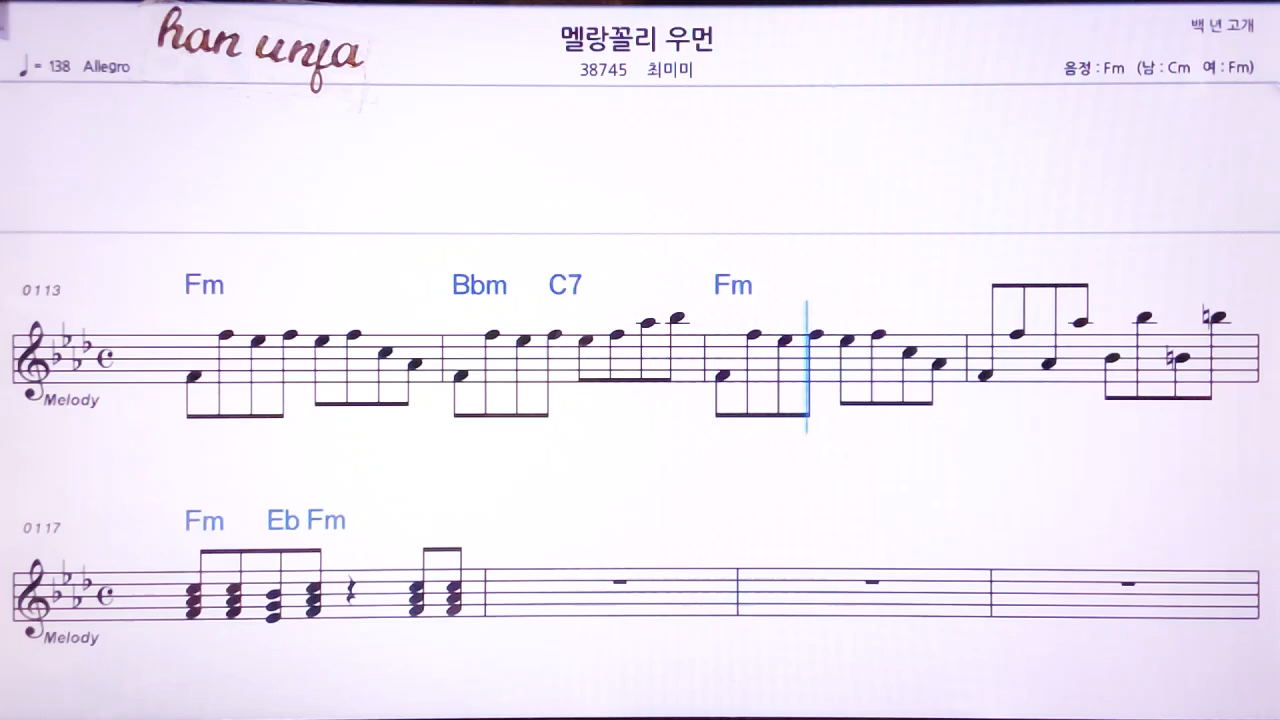 han unfa
멜랑꼴리 우먼
백 년 고개
♩= 138 Allegro
38745 최미미
음정 : Fm (남 : Cm 여 : Fm)
0113
Fm Bbm C7 Fm
Melody
0117
Fm Eb Fm
Melody